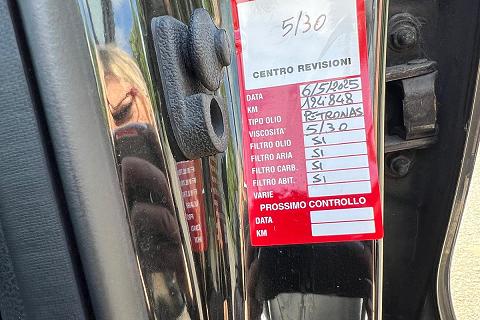 5/30
CENTRO REVISIONI
DATA 6/5/2025
KM 194848
TIPO OLIO PETRONAS
VISCOSITA' 5/30
FILTRO OLIO SI
FILTRO ARIA SI
FILTRO CARB. SI
FILTRO ABIT. SI
VARIE
PROSSIMO CONTROLLO
DATA
KM